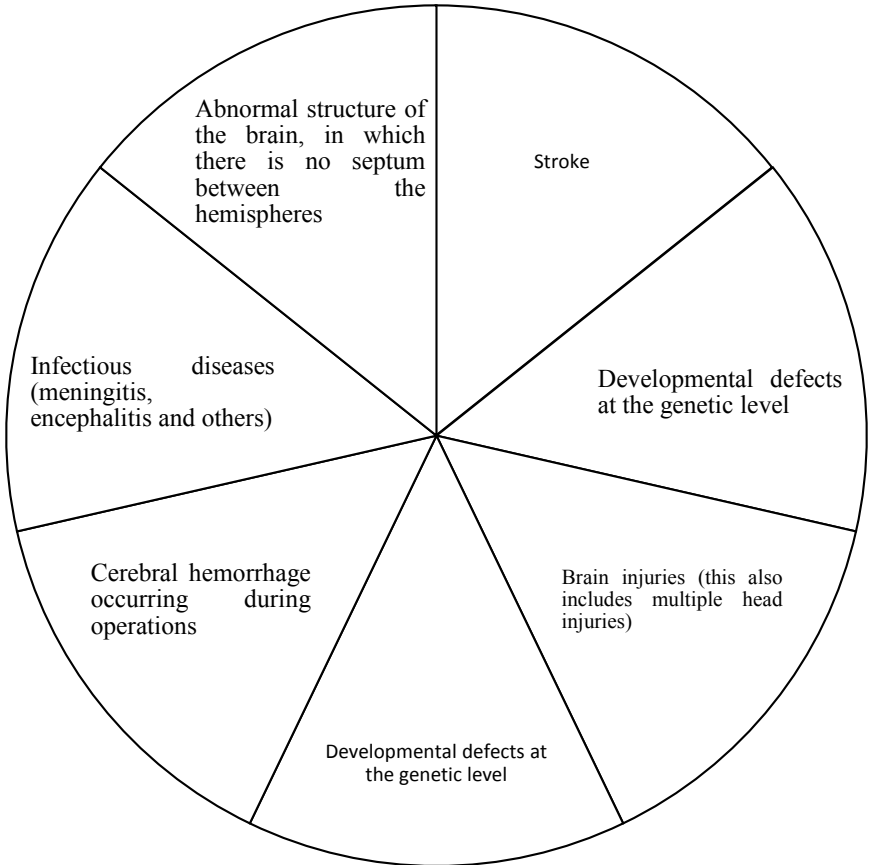 Abnormal structure of
the brain, in which
there is no septum
between the
hemispheres
Stroke
Developmental defects
at the genetic level
Brain injuries (this also
includes multiple head
injuries)
Developmental defects at
the genetic level
Cerebral hemorrhage
occurring during
operations
Infectious diseases
(meningitis,
encephalitis and others)